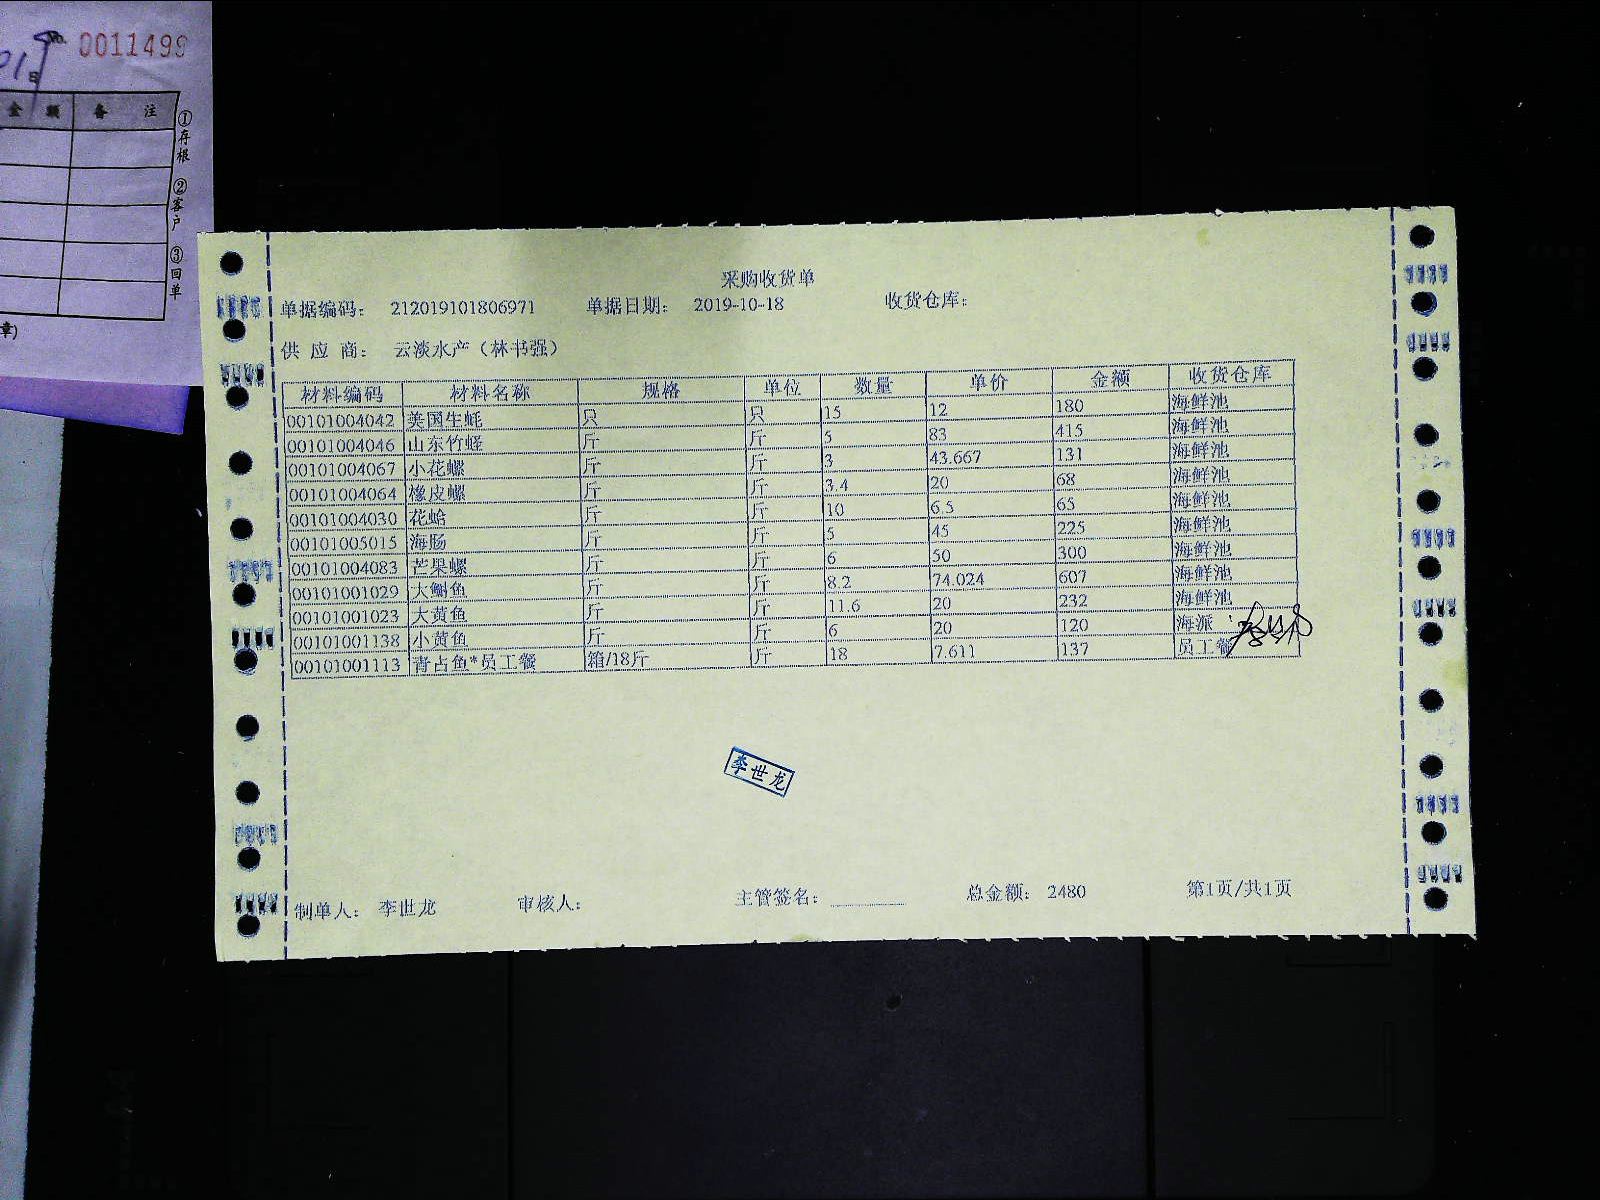 No. 0011499
日
金 额 备 注
①存根 ②客户 ③回单
章)
采购收货单
单据编码: 212019101806971 单据日期: 2019-10-18 收货仓库:
供 应 商: 云淡水产(林书强)
材料编码 材料名称 规格 单位 数量 单价 金额 收货仓库
00101004042 美国生蚝 只 只 15 12 180 海鲜池
00101004046 山东竹蛏 斤 斤 5 83 415 海鲜池
00101004067 小花螺 斤 斤 3 43.667 131 海鲜池
00101004064 橡皮螺 斤 斤 3.4 20 68 海鲜池
00101004030 花蛤 斤 斤 10 6.5 65 海鲜池
00101005015 海肠 斤 斤 5 45 225 海鲜池
00101004083 芒果螺 斤 斤 6 50 300 海鲜池
00101001029 大鲷鱼 斤 斤 8.2 74.024 607 海鲜池
00101001023 大黄鱼 斤 斤 11.6 20 232 海鲜池
00101001138 小黄鱼 斤 斤 6 20 120 海派
00101001113 青占鱼*员工餐 箱/18斤 斤 18 7.611 137 员工餐
李世龙
制单人: 李世龙 审核人: 主管签名: 总金额: 2480 第1页/共1页